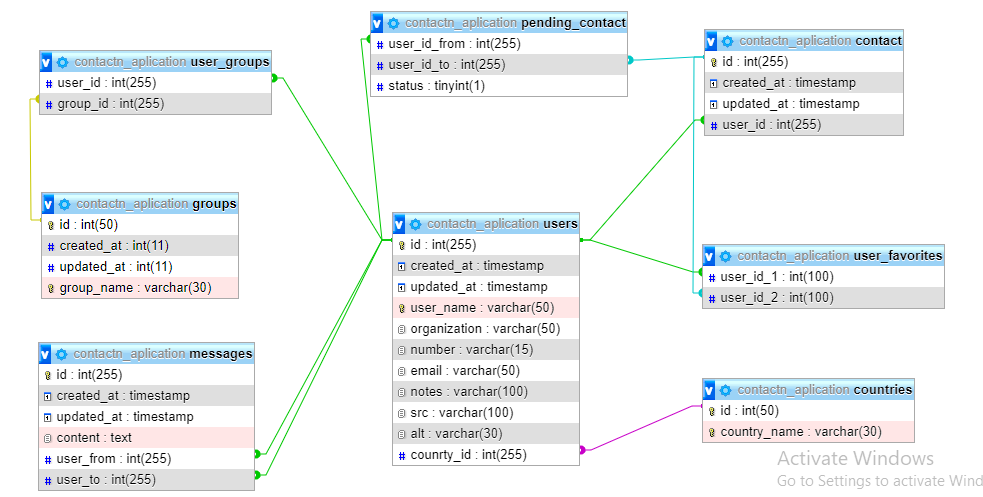 contactn_aplication user_groups
user_id : int(255)
group_id : int(255)
contactn_aplication pending_contact
user_id_from : int(255)
user_id_to : int(255)
status : tinyint(1)
contactn_aplication contact
id : int(255)
created_at : timestamp
updated_at : timestamp
user_id : int(255)
contactn_aplication groups
id : int(50)
created_at : int(11)
updated_at : int(11)
group_name : varchar(30)
contactn_aplication users
id : int(255)
created_at : timestamp
updated_at : timestamp
user_name : varchar(50)
organization : varchar(50)
number : varchar(15)
email : varchar(50)
notes : varchar(100)
src : varchar(100)
alt : varchar(30)
counrty_id : int(255)
contactn_aplication user_favorites
user_id_1 : int(100)
user_id_2 : int(100)
contactn_aplication messages
id : int(255)
created_at : timestamp
updated_at : timestamp
content : text
user_from : int(255)
user_to : int(255)
contactn_aplication countries
id : int(50)
country_name : varchar(30)
Activate Windows
Go to Settings to activate Wind